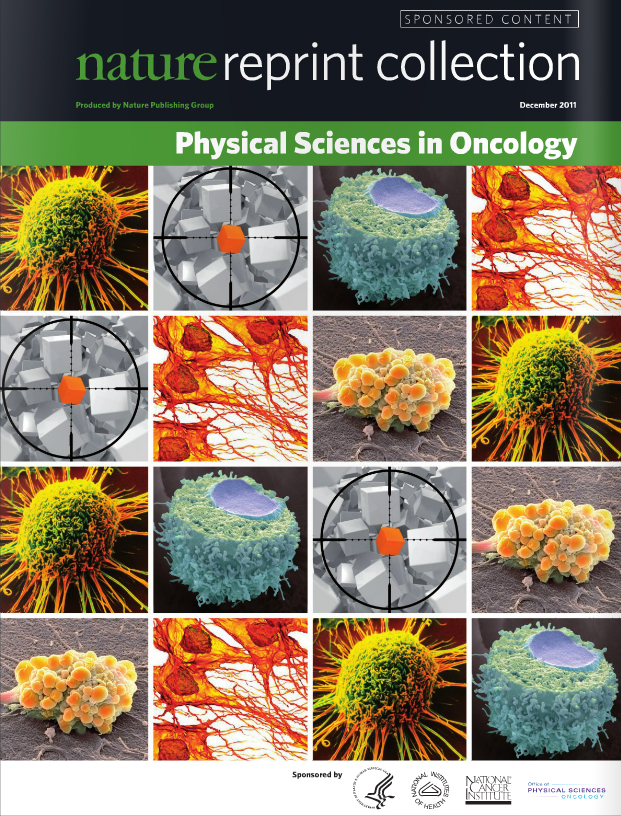 SPONSORED CONTENT
nature reprint collection
Produced by Nature Publishing Group
December 2011
Physical Sciences in Oncology
Sponsored by
NATIONAL INSTITUTES OF HEALTH
NATIONAL
CANCER
INSTITUTE
Office of
PHYSICAL SCIENCES
ONCOLOGY